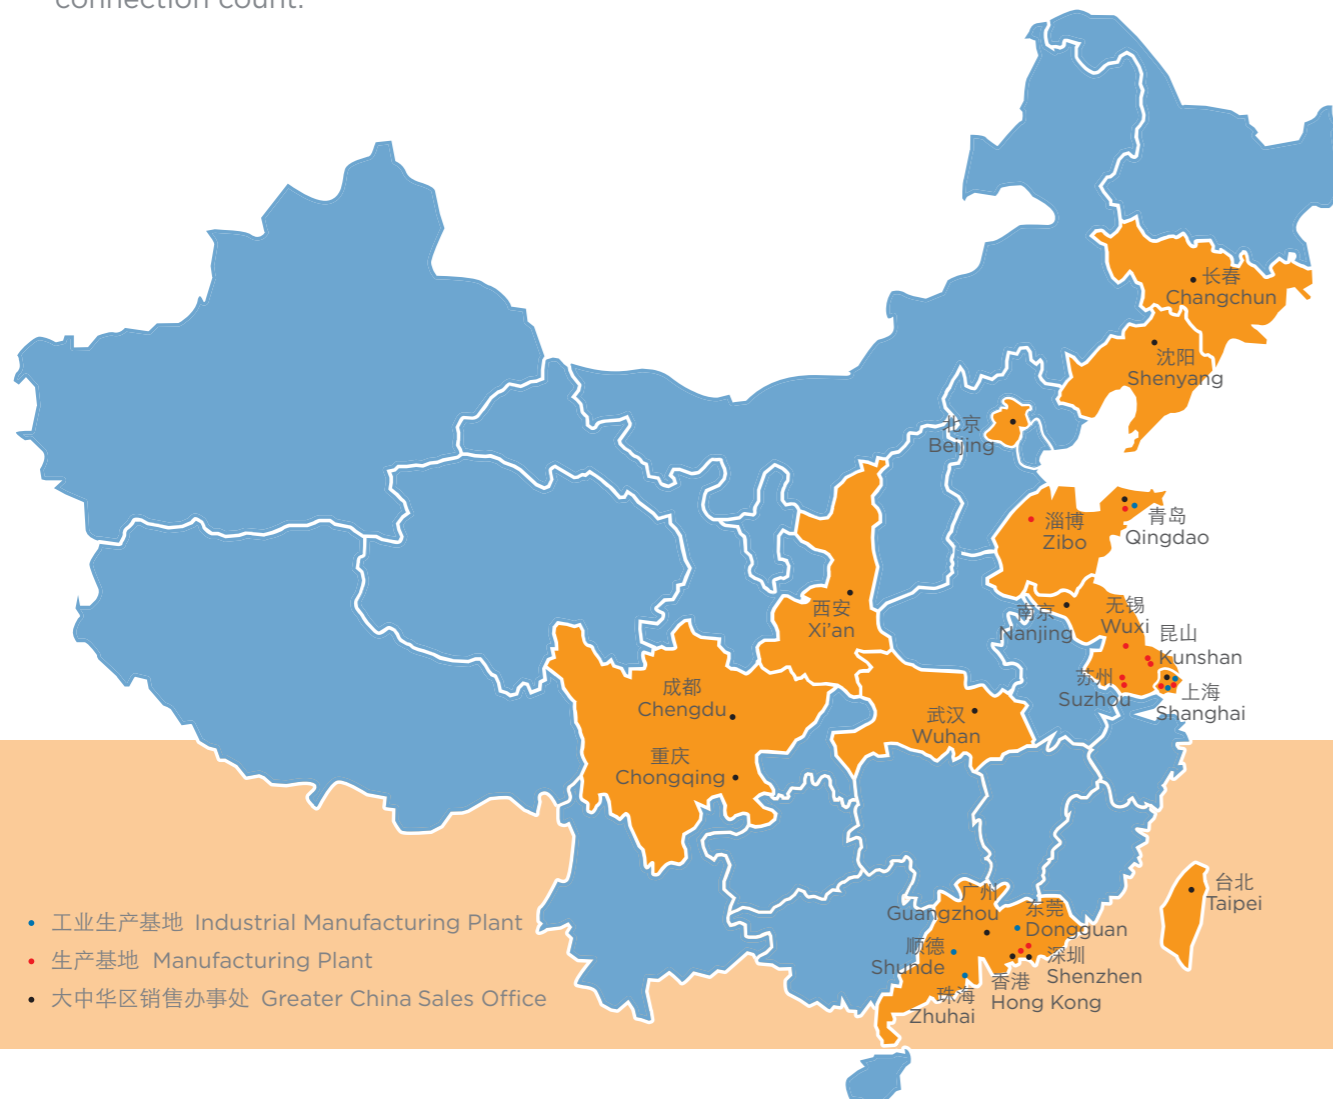 connection count.
长春
Changchun
沈阳
Shenyang
北京
Beijing
淄博
Zibo
青岛
Qingdao
西安
Xi'an
南京
Nanjing
无锡
Wuxi
昆山
Kunshan
苏州
Suzhou
上海
Shanghai
成都
Chengdu
武汉
Wuhan
重庆
Chongqing
台北
Taipei
广州
Guangzhou
东莞
Dongguan
顺德
Shunde
深圳
Shenzhen
香港
Hong Kong
珠海
Zhuhai
• 工业生产基地 Industrial Manufacturing Plant
• 生产基地 Manufacturing Plant
• 大中华区销售办事处 Greater China Sales Office